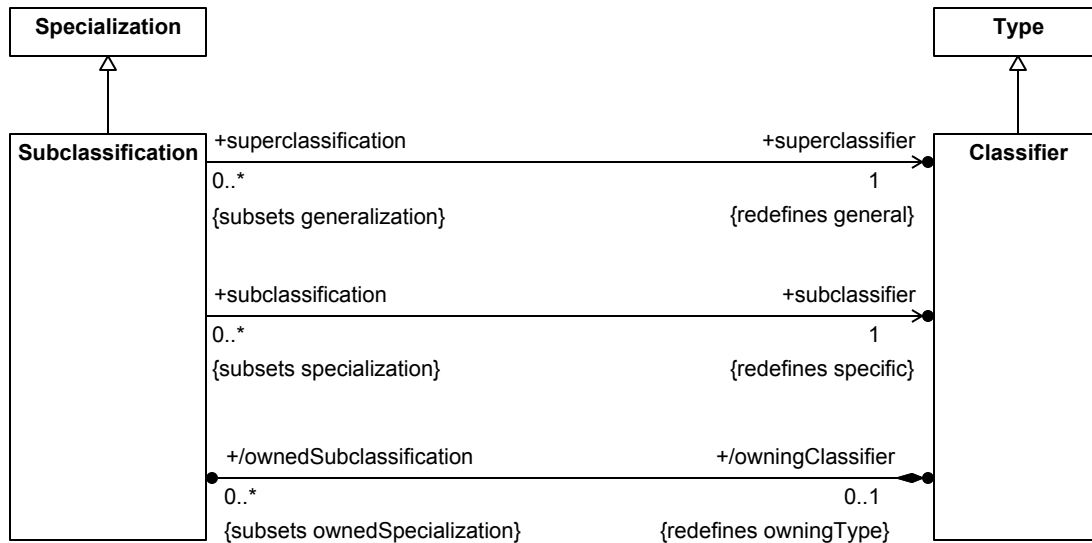 Specialization
Type
Subclassification
Classifier
+superclassification
+superclassifier
0..*
1
{subsets generalization}
{redefines general}
+subclassification
+subclassifier
0..*
1
{subsets specialization}
{redefines specific}
+/ownedSubclassification
+/owningClassifier
0..*
0..1
{subsets ownedSpecialization}
{redefines owningType}